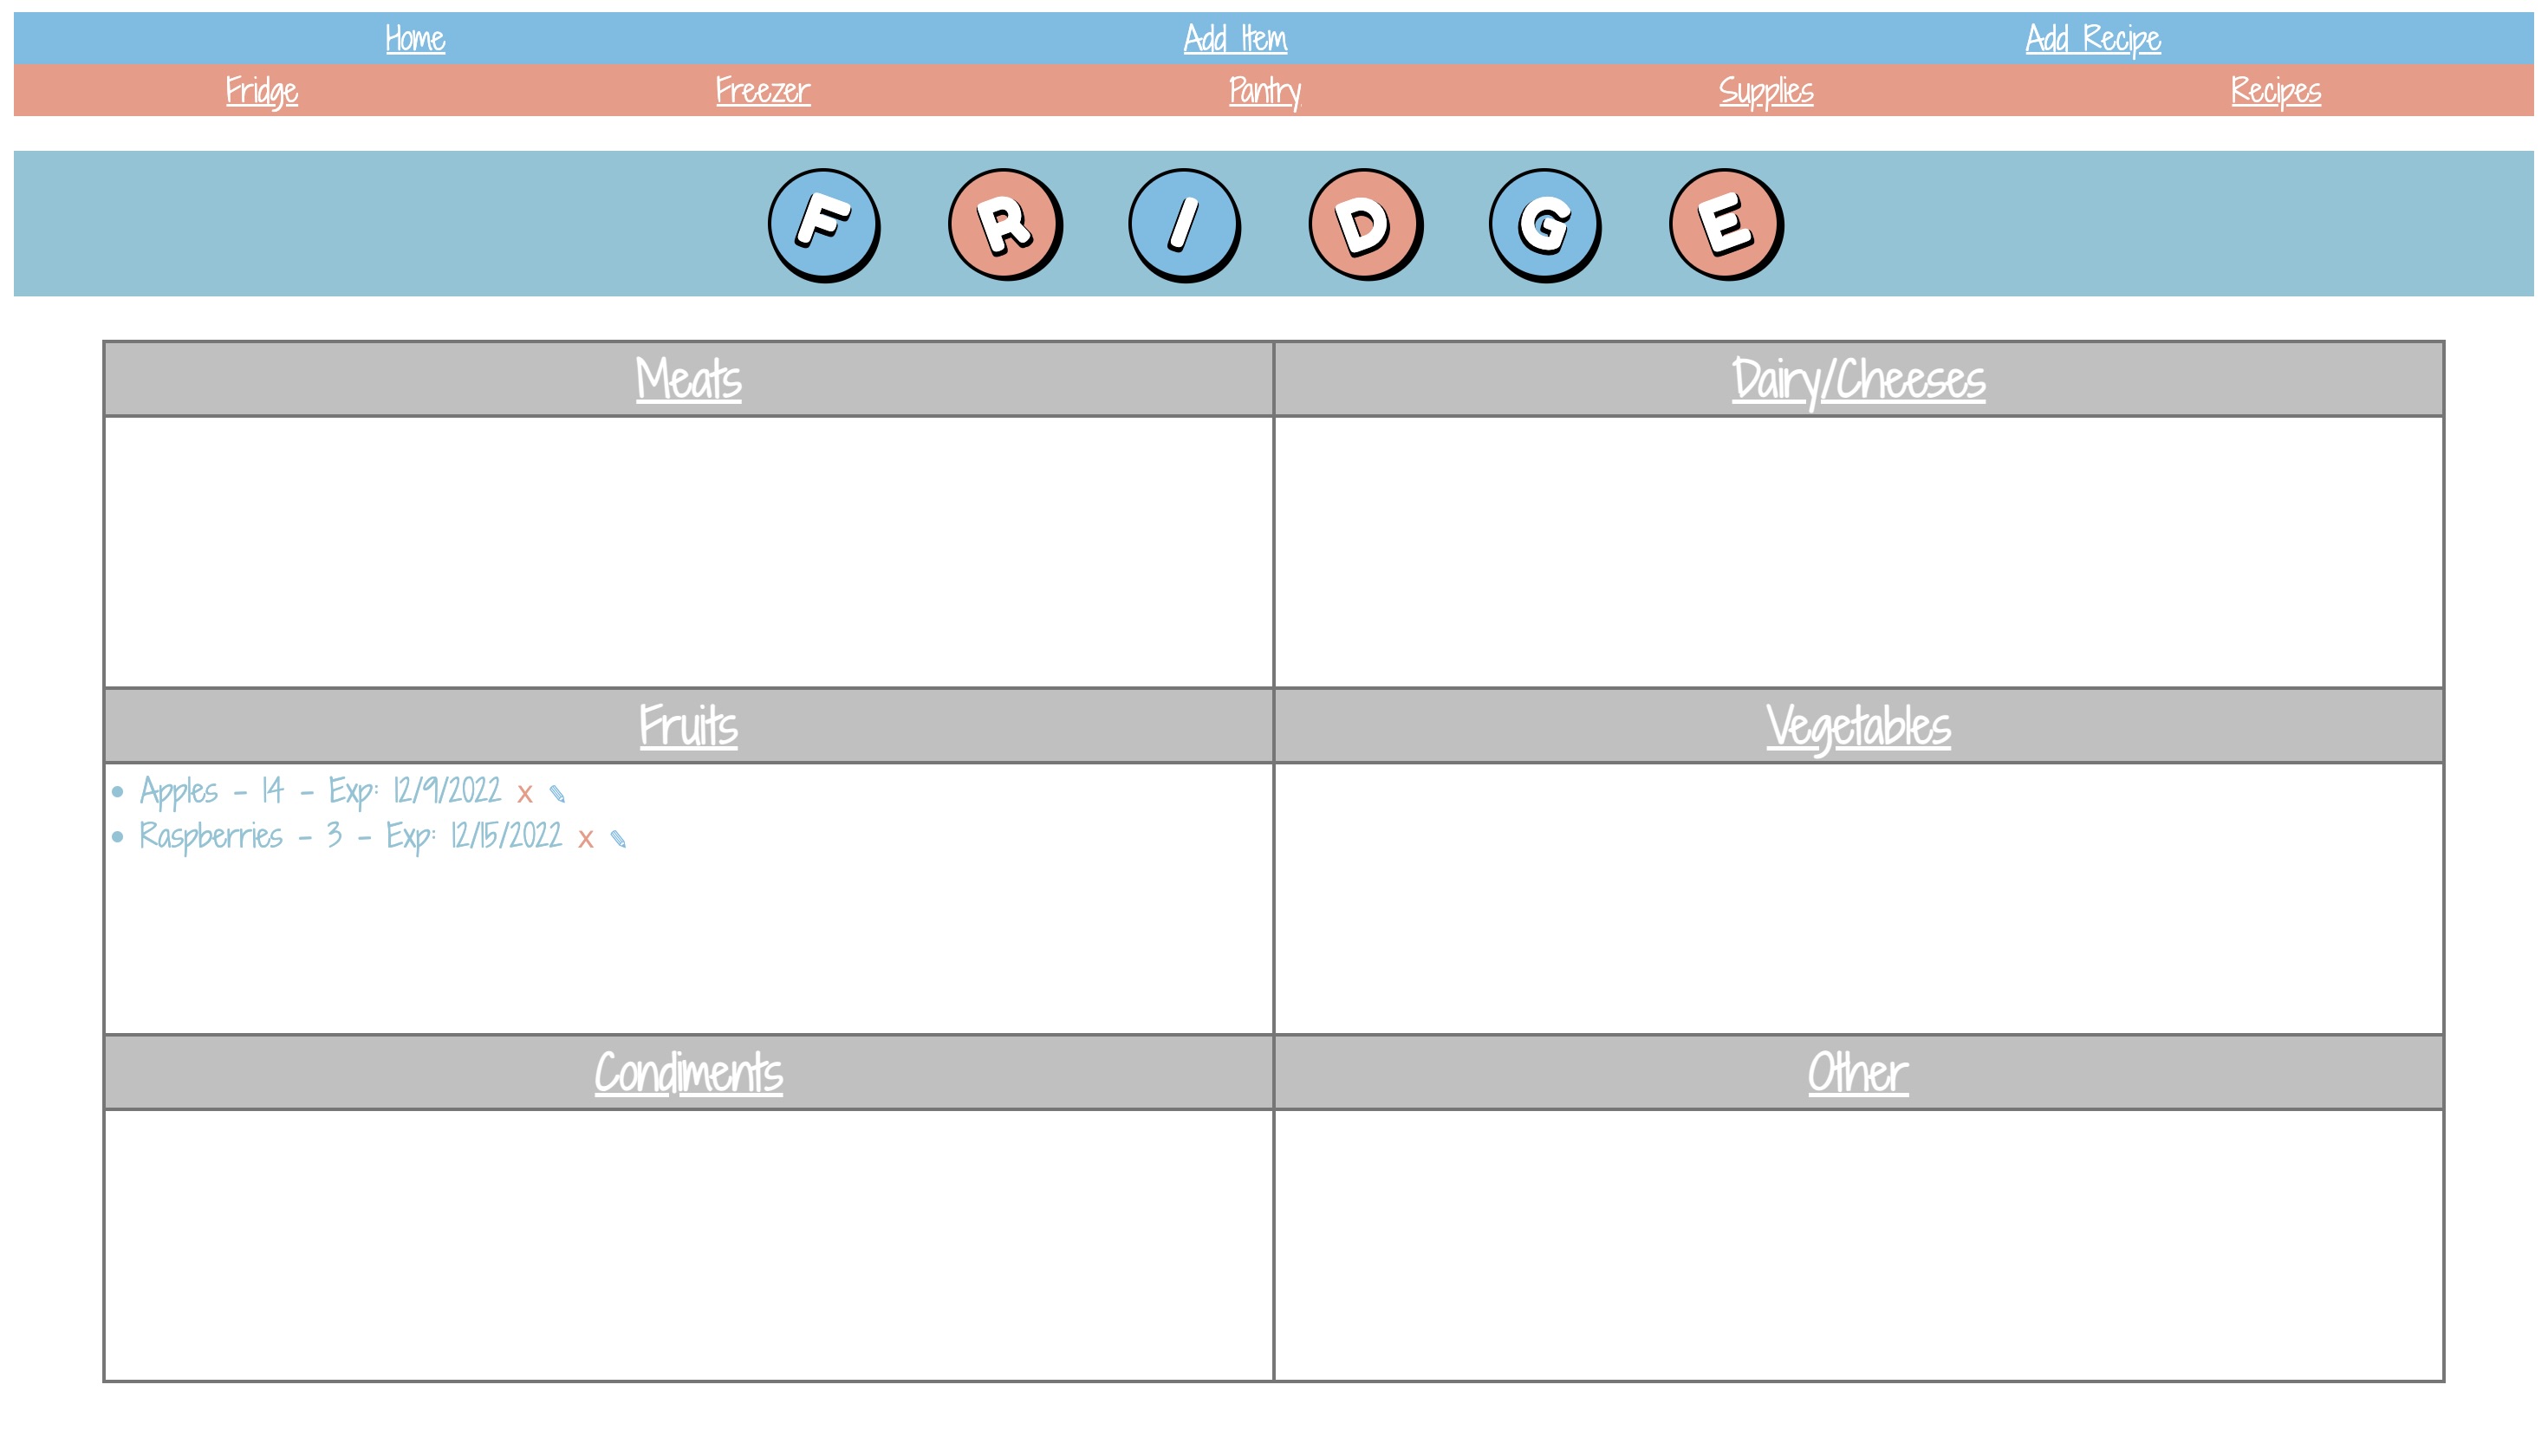 Home Add Item Add Recipe
Fridge Freezer Pantry Supplies Recipes
FRIDGE
Meats Dairy/Cheeses
Fruits Vegetables
• Apples - 14 - Exp: 12/9/2022 x ✎
• Raspberries - 3 - Exp: 12/15/2022 x ✎
Condiments Other